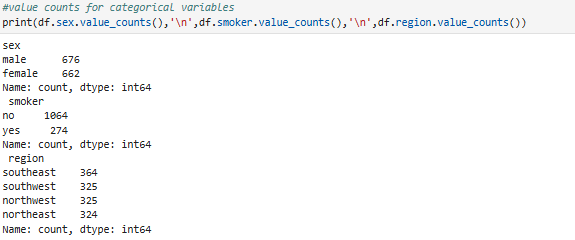 #value counts for categorical variables
print(df.sex.value_counts(),'\n',df.smoker.value_counts(),'\n',df.region.value_counts())
sex
male      676
female    662
Name: count, dtype: int64
 smoker
no     1064
yes     274
Name: count, dtype: int64
 region
southeast    364
southwest    325
northwest    325
northeast    324
Name: count, dtype: int64